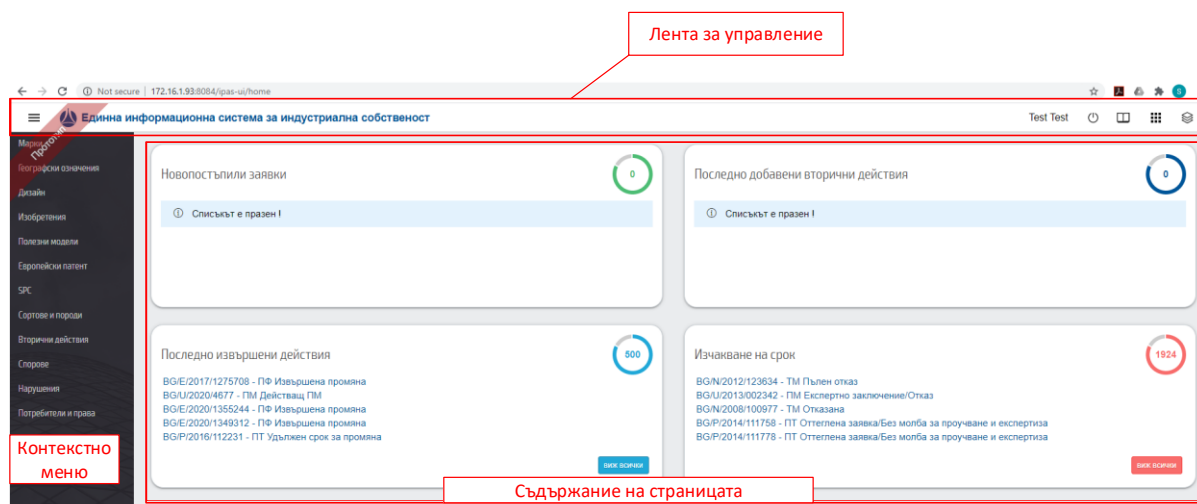 Лента за управление
Not secure | 172.16.1.93:8084/ipas-ui/home
S
Единна информационна система за индустриална собственост
Test Test
Прототип
Марки
Географски означения
Дизайн
Изобретения
Полезни модели
Европейски патент
SPC
Сортове и породи
Вторични действия
Спорове
Нарушения
Потребители и права
Контекстно
меню
Новопостъпили заявки
0
Списъкът е празен !
Последно добавени вторични действия
0
Списъкът е празен !
Последно извършени действия
500
BG/E/2017/1275708 - ПФ Извършена промяна
BG/U/2020/4677 - ПМ Действащ ПМ
BG/E/2020/1355244 - ПФ Извършена промяна
BG/E/2020/1349312 - ПФ Извършена промяна
BG/P/2016/112231 - ПТ Удължен срок за промяна
ВИЖ ВСИЧКИ
Изчакване на срок
1924
BG/N/2012/123634 - ТМ Пълен отказ
BG/U/2013/002342 - ПМ Експертно заключение/Отказ
BG/N/2008/100977 - ТМ Отказана
BG/P/2014/111758 - ПТ Оттеглена заявка/Без молба за проучване и експертиза
BG/P/2014/111778 - ПТ Оттеглена заявка/Без молба за проучване и експертиза
ВИЖ ВСИЧКИ
Съдържание на страницата